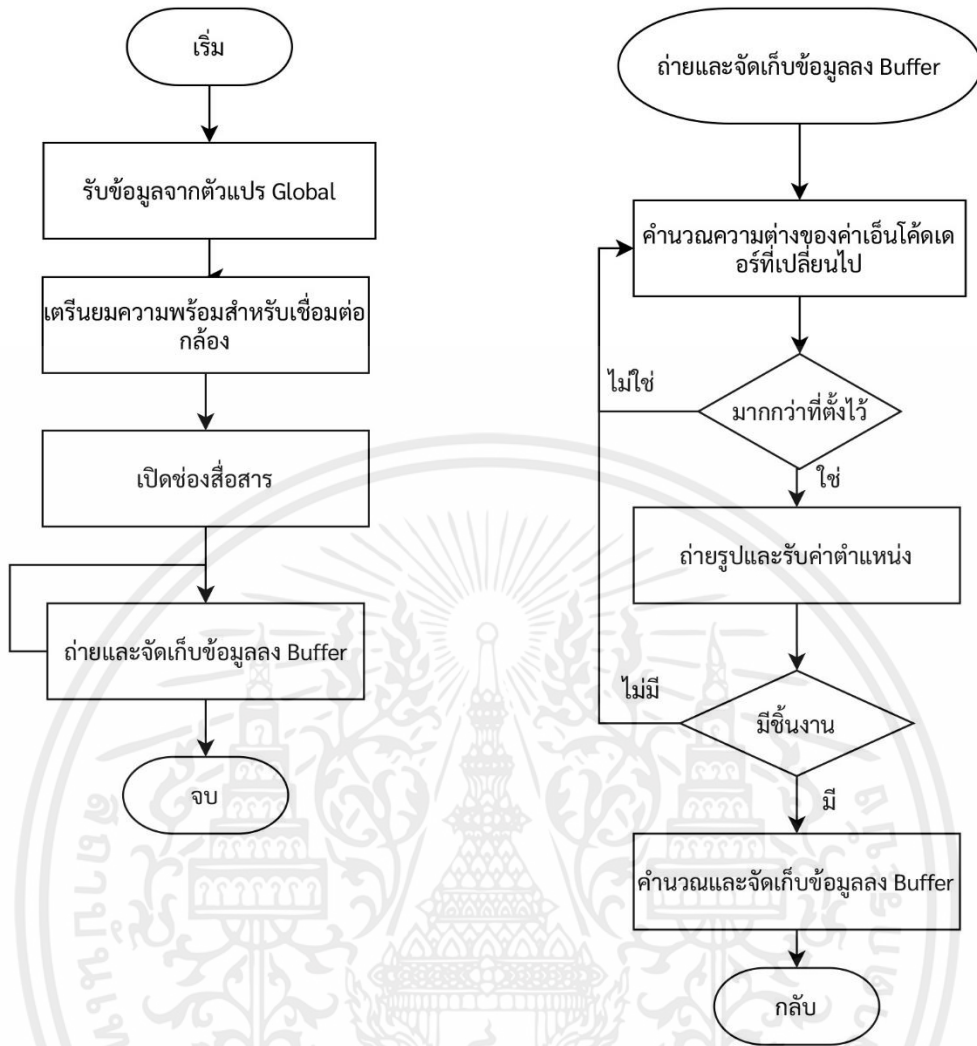 เริ่ม
รับข้อมูลจากตัวแปร Global
เตรีนยมความพร้อมสำหรับเชื่อมต่อ
กล้อง
เปิดช่องสื่อสาร
ถ่ายและจัดเก็บข้อมูลลง Buffer
จบ
ถ่ายและจัดเก็บข้อมูลลง Buffer
คำนวณความต่างของค่าเอ็นโค้ดเด
อร์ที่เปลี่ยนไป
ไม่ใช่
มากกว่าที่ตั้งไว้
ใช่
ถ่ายรูปและรับค่าตำแหน่ง
ไม่มี
มีชิ้นงาน
มี
คำนวณและจัดเก็บข้อมูลลง Buffer
กลับ